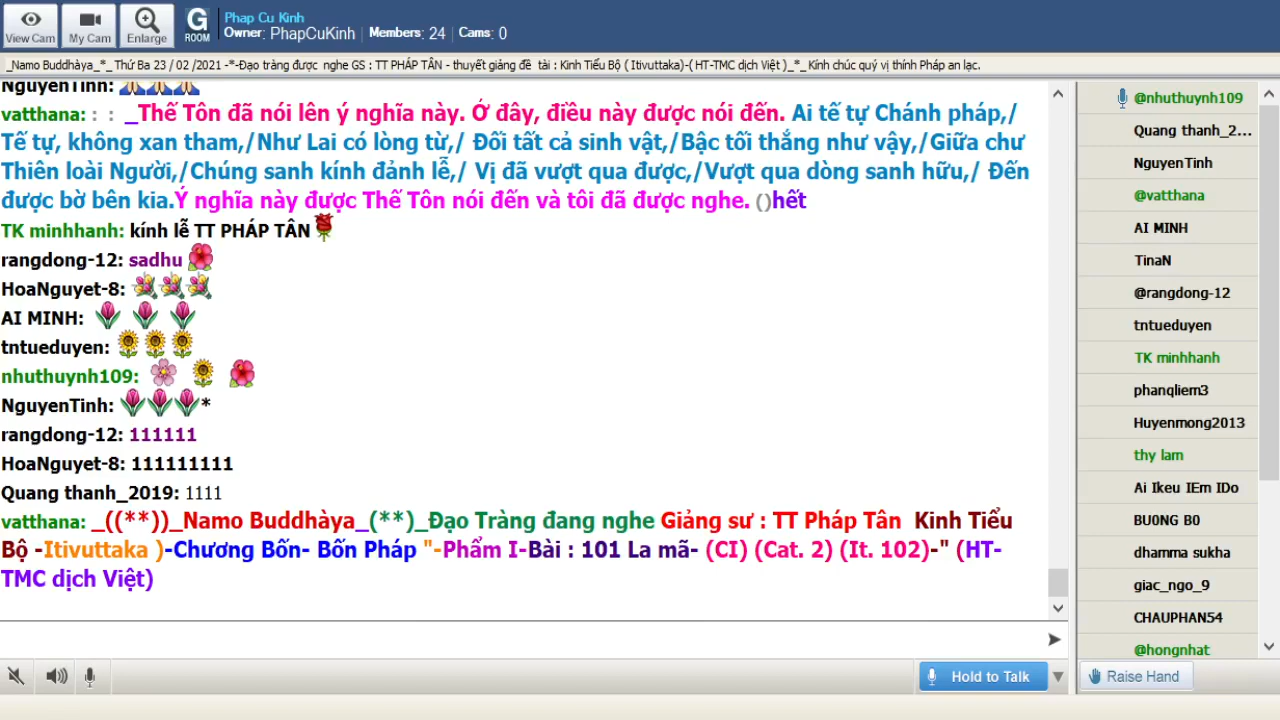 View Cam
My Cam
Enlarge
G
ROOM
Phap Cu Kinh
Owner: PhapCuKinh | Members: 24 | Cams: 0
_Namo Buddhàya_*_ Thứ Ba 23 / 02 /2021 -*-Đạo tràng được nghe GS : TT PHÁP TÂN - thuyết giảng đề tài : Kinh Tiểu Bộ ( Itivuttaka)-( HT-TMC dịch Việt )_*_ Kính chúc quý vị thính Pháp an lạc.
NguyenTinh:
vatthana: : : _Thế Tôn đã nói lên ý nghĩa này. Ở đây, điều này được nói đến. Ai tế tự Chánh pháp,/
Tế tự, không xan tham,/Như Lai có lòng từ,/ Đối tất cả sinh vật,/Bậc tối thắng như vậy,/Giữa chư
Thiên loài Người,/Chúng sanh kính đảnh lễ,/ Vị đã vượt qua được,/Vượt qua dòng sanh hữu,/ Đến
được bờ bên kia.Ý nghĩa này được Thế Tôn nói đến và tôi đã được nghe. ()hết
TK minhhanh: kính lễ TT PHÁP TÂN
rangdong-12: sadhu
HoaNguyet-8:
AI MINH:
tntueduyen:
nhuthuynh109:
NguyenTinh: *
rangdong-12: 111111
HoaNguyet-8: 111111111
Quang thanh_2019: 1111
vatthana: _((**))_Namo Buddhàya_(**)_Đạo Tràng đang nghe Giảng sư : TT Pháp Tân Kinh Tiểu
Bộ -Itivuttaka )-Chương Bốn- Bốn Pháp "-Phẩm I-Bài : 101 La mã- (CI) (Cat. 2) (It. 102)-" (HT-
TMC dịch Việt)
@nhuthuynh109
Quang thanh_2...
NguyenTinh
@vatthana
AI MINH
TinaN
@rangdong-12
tntueduyen
TK minhhanh
phanqliem3
Huyenmong2013
thy lam
Ai Ikeu IEm IDo
BU0NG B0
dhamma sukha
giac_ngo_9
CHAUPHAN54
@hongnhat
Hold to Talk
Raise Hand